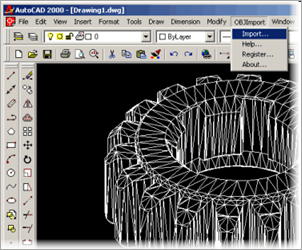 AutoCAD 2000 - [Drawing1.dwg]
File Edit View Insert Format Tools Draw Dimension Modify OBJImport Window
0 ByLayer
Import...
Help...
Register...
About...